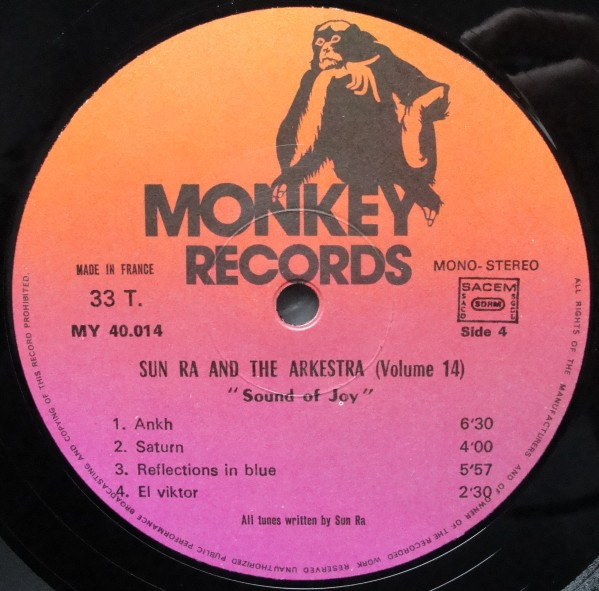 MONKEY
RECORDS
MADE IN FRANCE
33 T.
MY 40.014
MONO-STEREO
SACEM
SACD SDRM SGDL
Side 4
SUN RA AND THE ARKESTRA (Volume 14)
"Sound of Joy"
1. Ankh 6'30
2. Saturn 4'00
3. Reflections in blue 5'57
4. El viktor 2'30
All tunes written by Sun Ra
ALL RIGHTS OF THE MANUFACTURERS AND OF OWNER OF THE RECORDED WORK RESERVED UNAUTHORIZED PUBLIC PERFORMANCE BROADCASTING AND COPYING OF THIS RECORD PROHIBITED.